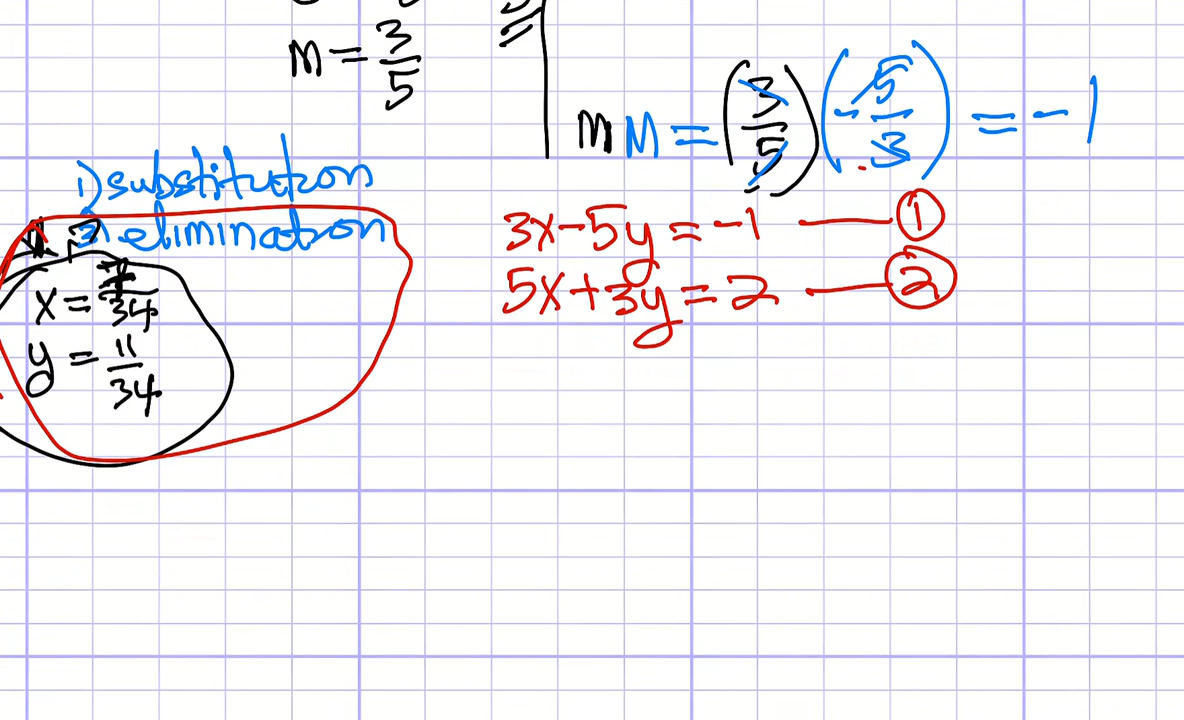 m = 3/5
mM = (3/5)(-5/3) = -1
1) substitution
2) elimination
3x-5y = -1 — ①
5x+3y = 2 — ②
x = 7/34
y = 11/34